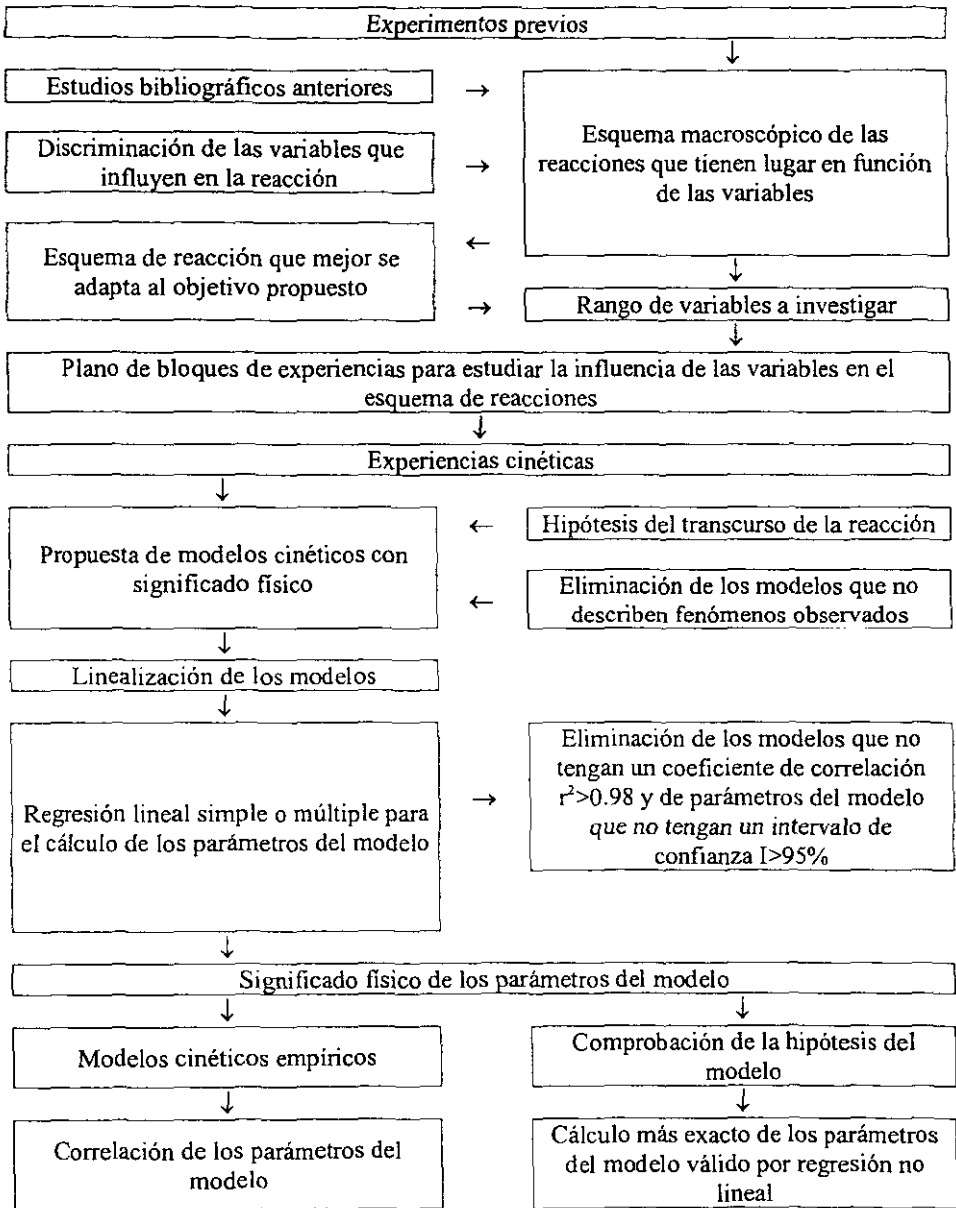 Experimentos previos
↓
Estudios bibliográficos anteriores
→
Discriminación de las variables que
influyen en la reacción
→
Esquema macroscópico de las
reacciones que tienen lugar en función
de las variables
←
Esquema de reacción que mejor se
adapta al objetivo propuesto
↓
→
Rango de variables a investigar
↓
Plano de bloques de experiencias para estudiar la influencia de las variables en el
esquema de reacciones
↓
Experiencias cinéticas
↓
Propuesta de modelos cinéticos con
significado físico
←
Hipótesis del transcurso de la reacción
←
Eliminación de los modelos que no
describen fenómenos observados
↓
Linealización de los modelos
↓
Regresión lineal simple o múltiple para
el cálculo de los parámetros del modelo
→
Eliminación de los modelos que no
tengan un coeficiente de correlación
r²>0.98 y de parámetros del modelo
que no tengan un intervalo de
confianza I>95%
↓
Significado físico de los parámetros del modelo
↓
↓
Modelos cinéticos empíricos
Comprobación de la hipótesis del
modelo
↓
↓
Correlación de los parámetros del
modelo
Cálculo más exacto de los parámetros
del modelo válido por regresión no
lineal